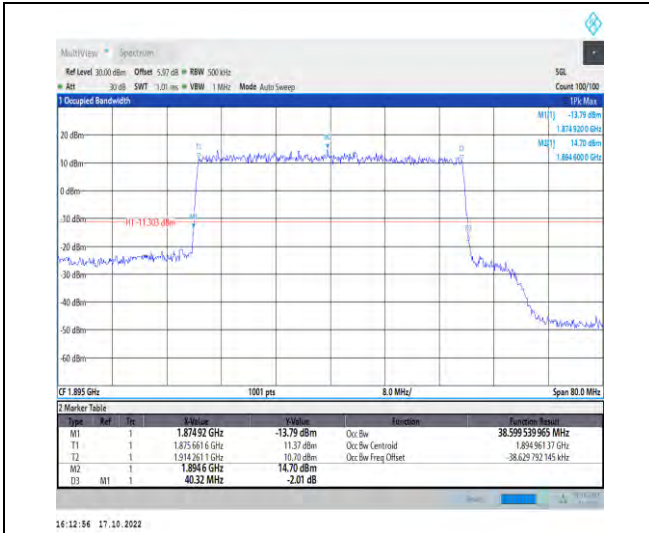 MultiView Spectrum
Ref Level 30.00 dBm Offset 5.97 dB RBW 500 kHz SGL
Att 30 dB SWT 1.01 ms VBW 1 MHz Mode Auto Sweep Count 100/100
1 Occupied Bandwidth 1Pk Max
M1[1] -13.79 dBm
1.874 920 0 GHz
20 dBm M2[1] 14.70 dBm
1.894 600 0 GHz
T1 M2
10 dBm
0 dBm
-10 dBm M1
H1 -11.303 dBm
D3
-20 dBm
-30 dBm
-40 dBm
-50 dBm
-60 dBm
CF 1.895 GHz 1001 pts 8.0 MHz/ Span 80.0 MHz
2 Marker Table
Type Ref Trc X-Value Y-Value Function Function Result
M1 1 1.874 92 GHz -13.79 dBm Occ Bw 38.599 539 965 MHz
T1 1 1.875 661 6 GHz 11.37 dBm Occ Bw Centroid 1.894 961 37 GHz
T2 1 1.914 261 1 GHz 10.70 dBm Occ Bw Freq Offset -38.629 792 145 kHz
M2 1 1.894 6 GHz 14.70 dBm
D3 M1 1 40.32 MHz -2.01 dB
16:12:56 17.10.2022